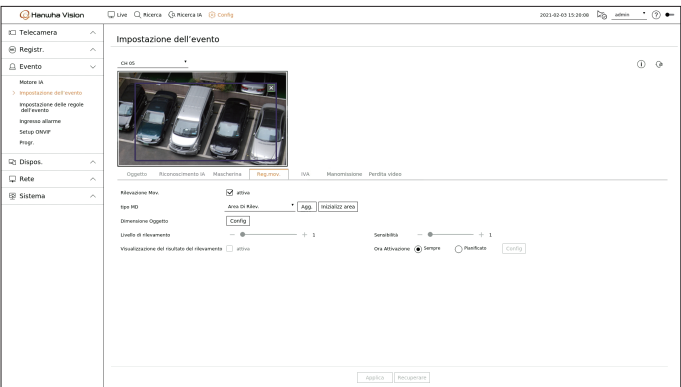 Hanwha Vision
Live Ricerca Ricerca IA Config
2021-02-03 15:20:08 admin
Telecamera
Registr.
Evento
Motore IA
Impostazione dell'evento
Impostazione delle regole
dell'evento
Ingresso allarme
Setup ONVIF
Progr.
Dispos.
Rete
Sistema
Impostazione dell'evento
CH 05
Oggetto Riconoscimento IA Mascherina Reg.mov. IVA Manomissione Perdita video
Rilevazione Mov. attiva
tipo MD Area Di Rilev. Agg. Inizializz area
Dimensione Oggetto Config
Livello di rilevamento 1 Sensibilità 1
Visualizzazione del risultato del rilevamento attiva Ora Attivazione Sempre Pianificato Config
Applica Recuperare